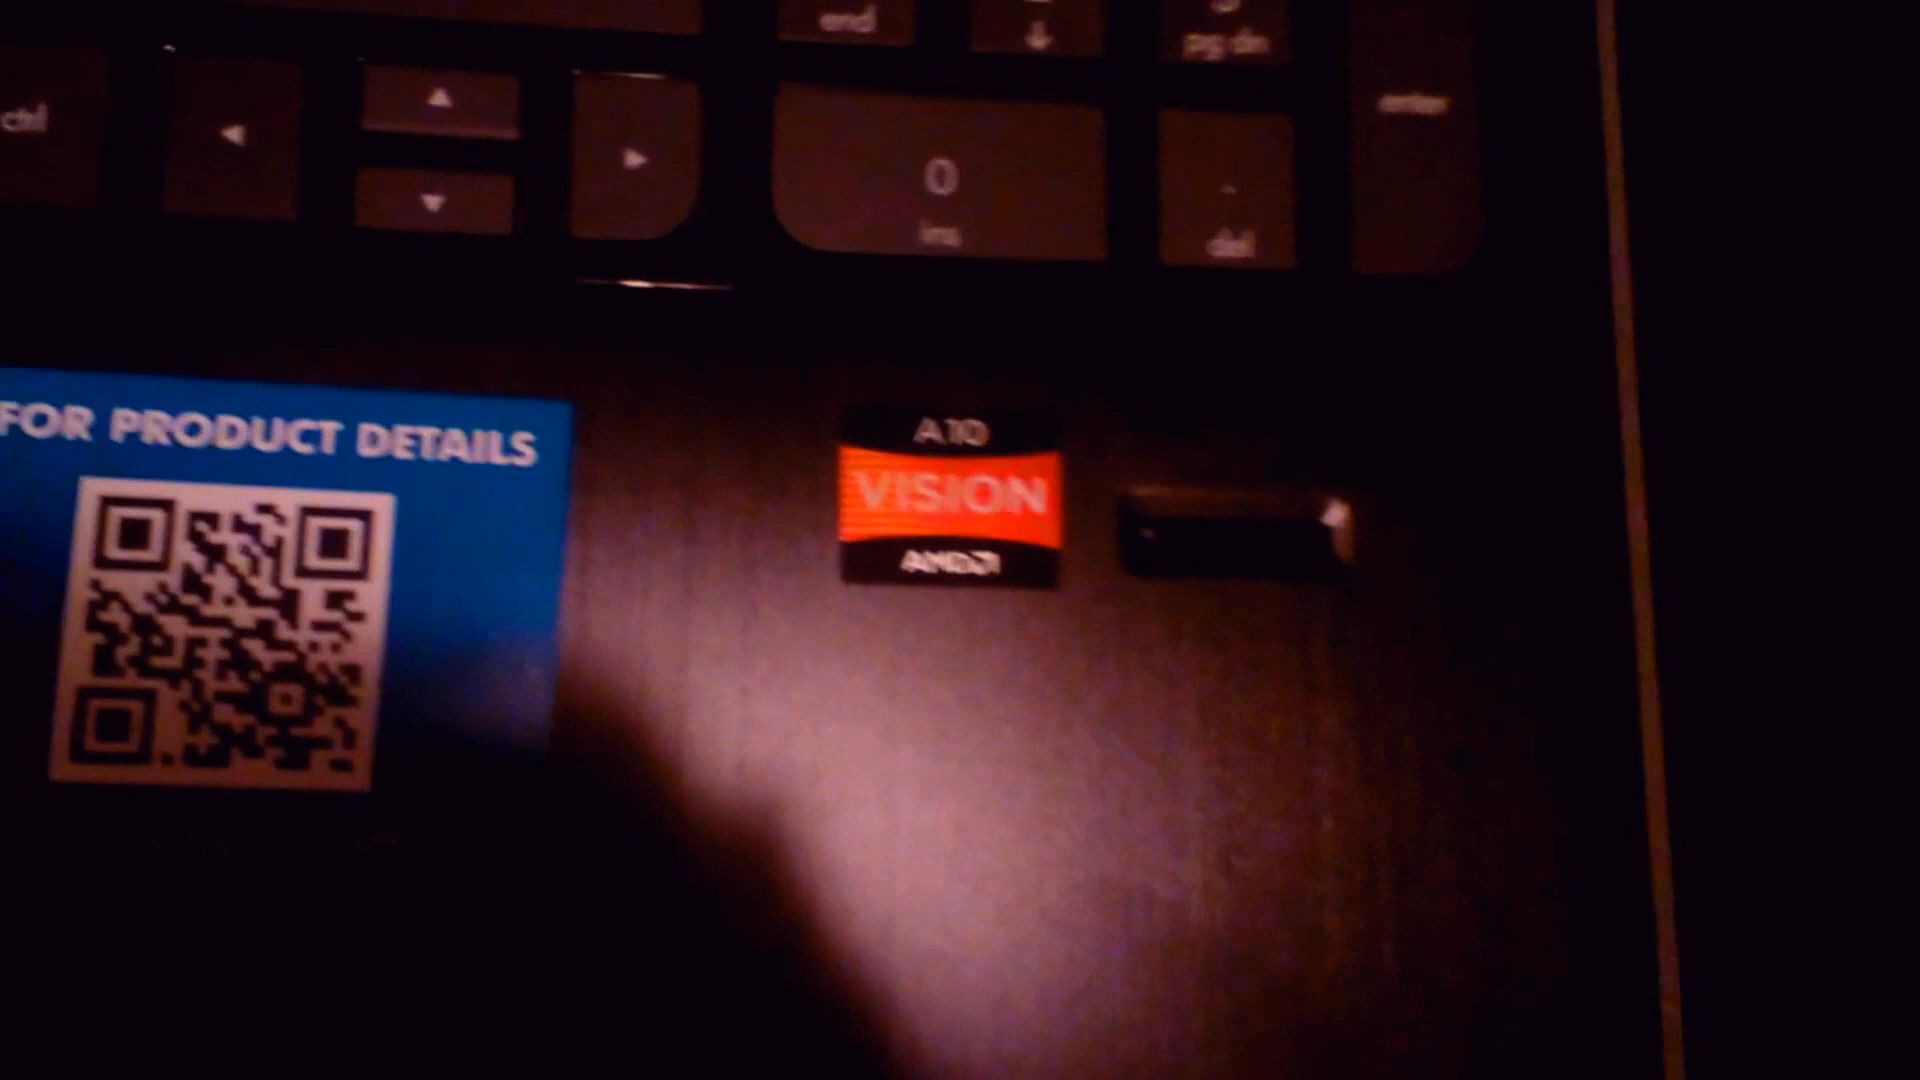 end
pg dn
ctrl
enter
0
ins
.
del
FOR PRODUCT DETAILS
A10
VISION
AMD